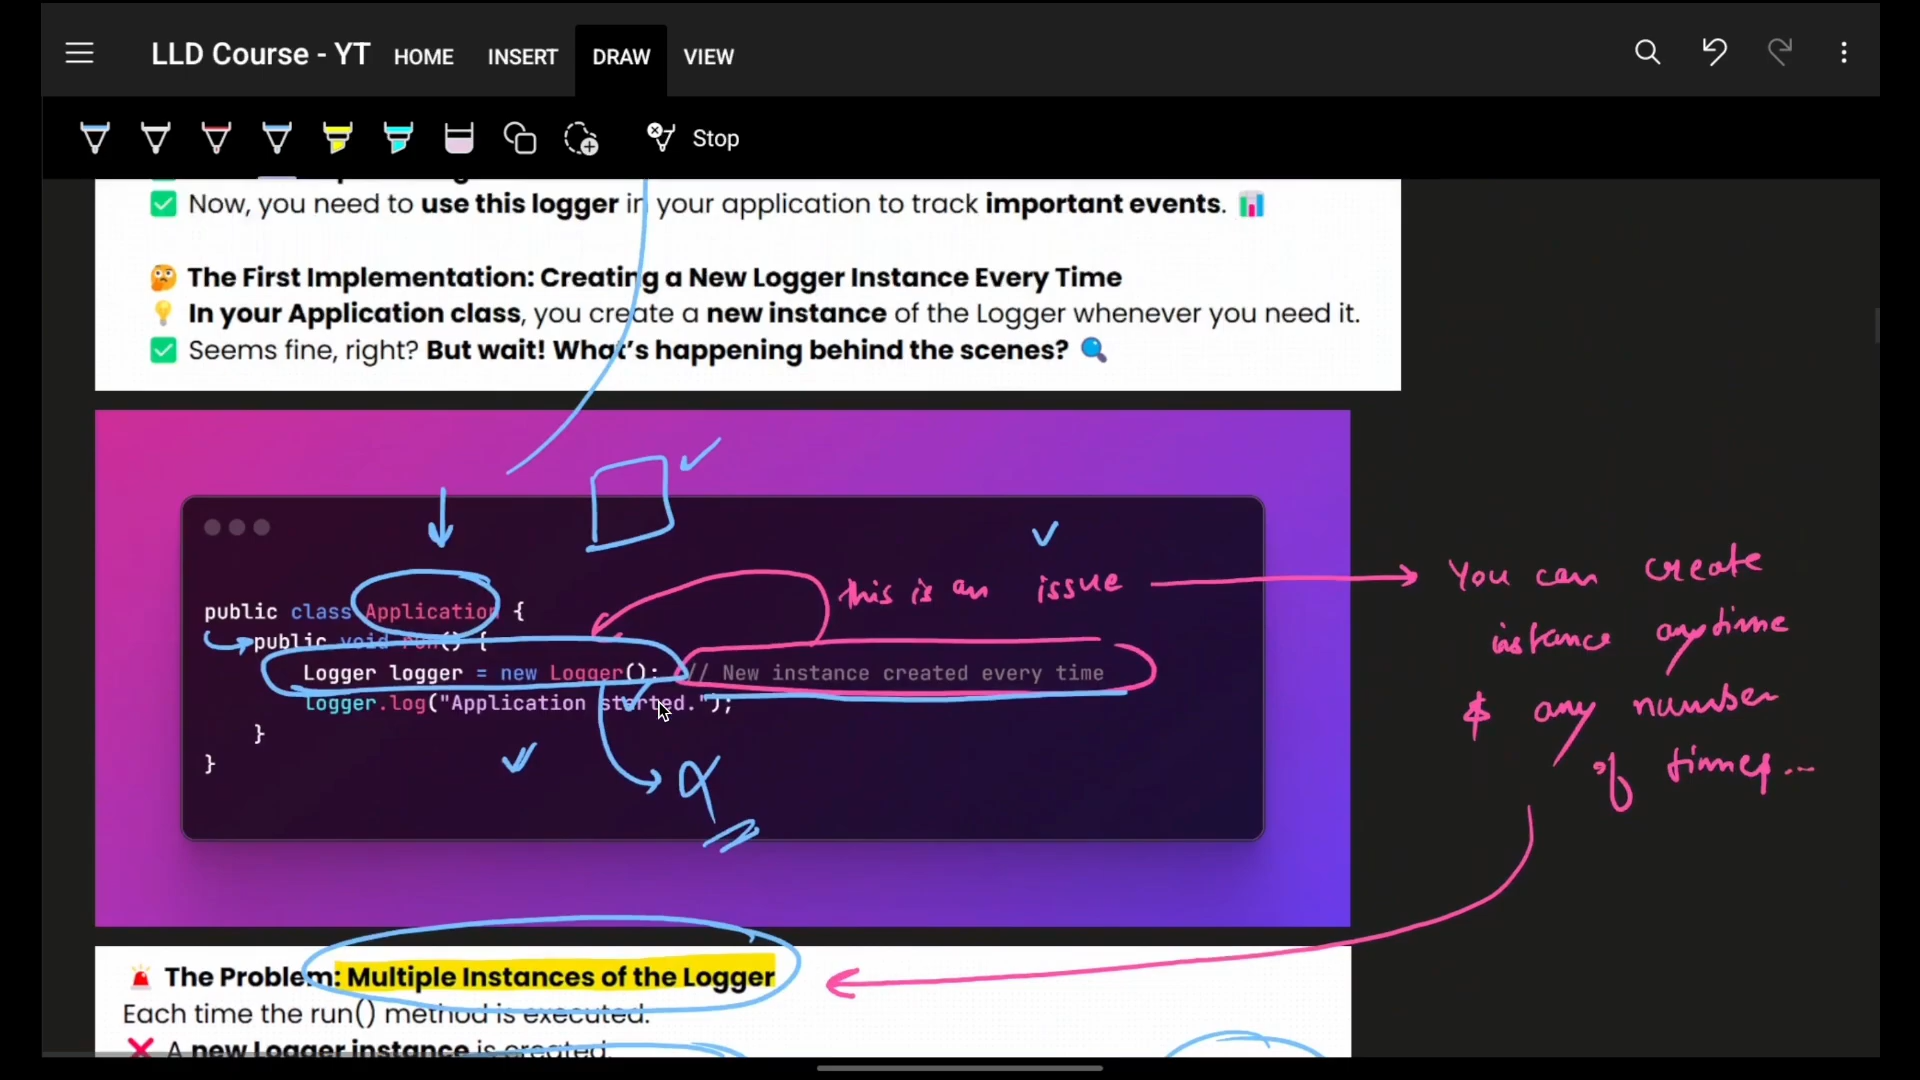 LLD Course - YT HOME INSERT DRAW VIEW
Stop
✅ Now, you need to use this logger in your application to track important events. 📊
🤔 The First Implementation: Creating a New Logger Instance Every Time
💡 In your Application class, you create a new instance of the Logger whenever you need it.
✅ Seems fine, right? But wait! What's happening behind the scenes? 🔍
this is an issue
You can create
instance anytime
& any number
of times...
public class Application {
public void run() {
Logger logger = new Logger(); // New instance created every time
logger.log("Application started.");
}
}
🚨 The Problem: Multiple Instances of the Logger
Each time the run() method is executed.
❌ A new Logger instance is created.